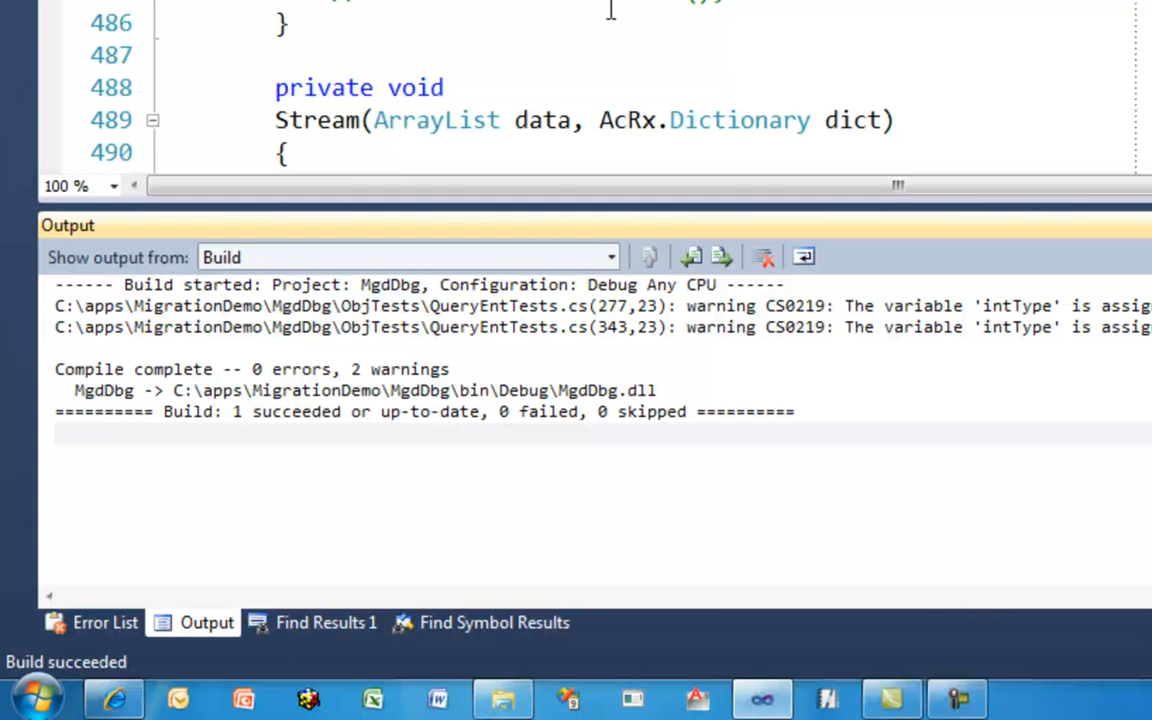 486 }
487
488 private void
489 Stream(ArrayList data, AcRx.Dictionary dict)
490 {
100 %
Output
Show output from: Build
------ Build started: Project: MgdDbg, Configuration: Debug Any CPU ------
C:\apps\MigrationDemo\MgdDbg\ObjTests\QueryEntTests.cs(277,23): warning CS0219: The variable 'intType' is assig
C:\apps\MigrationDemo\MgdDbg\ObjTests\QueryEntTests.cs(343,23): warning CS0219: The variable 'intType' is assig
Compile complete -- 0 errors, 2 warnings
MgdDbg -> C:\apps\MigrationDemo\MgdDbg\bin\Debug\MgdDbg.dll
========== Build: 1 succeeded or up-to-date, 0 failed, 0 skipped ==========
Error List Output Find Results 1 Find Symbol Results
Build succeeded